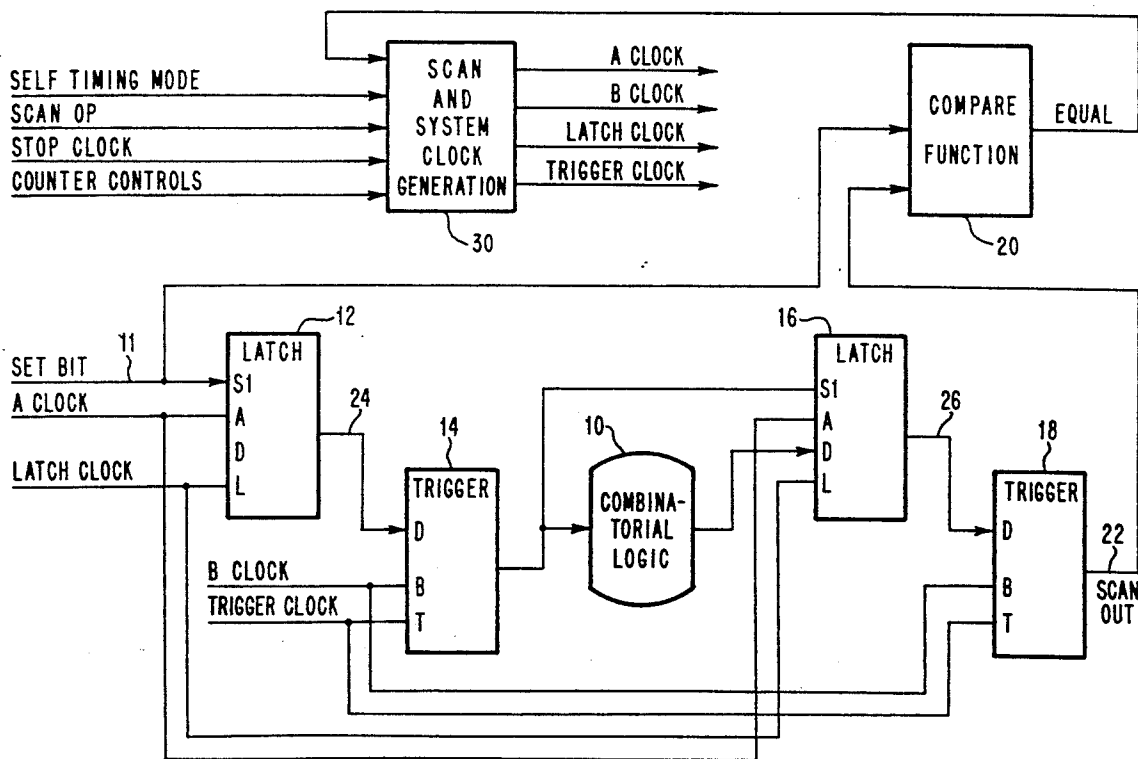 SELF TIMING MODE
SCAN OP
STOP CLOCK
COUNTER CONTROLS
SCAN
AND
SYSTEM
CLOCK
GENERATION
30
A CLOCK
B CLOCK
LATCH CLOCK
TRIGGER CLOCK
COMPARE
FUNCTION
20
EQUAL
SET BIT
11
A CLOCK
LATCH CLOCK
12
LATCH
S1
A
D
L
24
14
TRIGGER
D
B
T
B CLOCK
TRIGGER CLOCK
10
COMBINA-
TORIAL
LOGIC
16
LATCH
S1
A
D
L
26
18
TRIGGER
D
B
T
22
SCAN
OUT